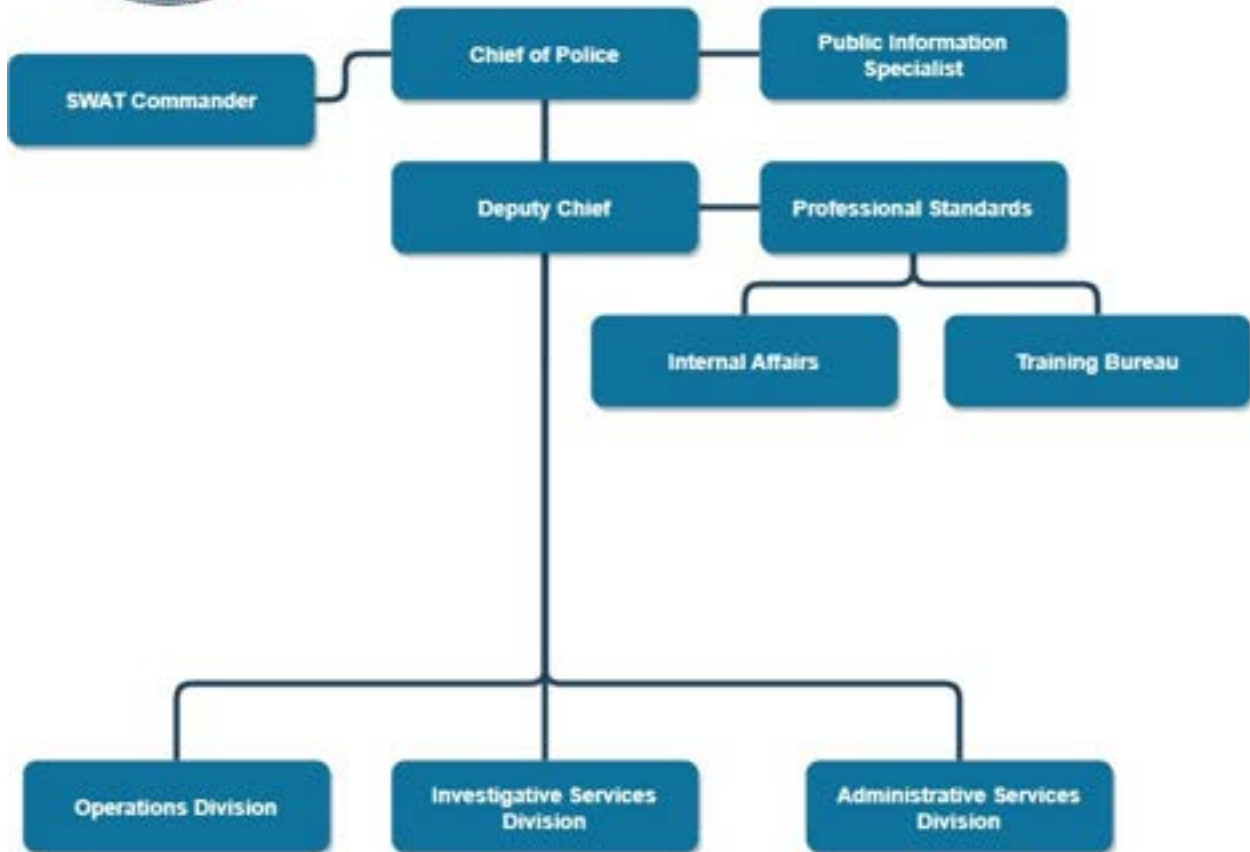 Chief of Police
Public Information
Specialist
SWAT Commander
Deputy Chief
Professional Standards
Internal Affairs
Training Bureau
Operations Division
Investigative Services
Division
Administrative Services
Division